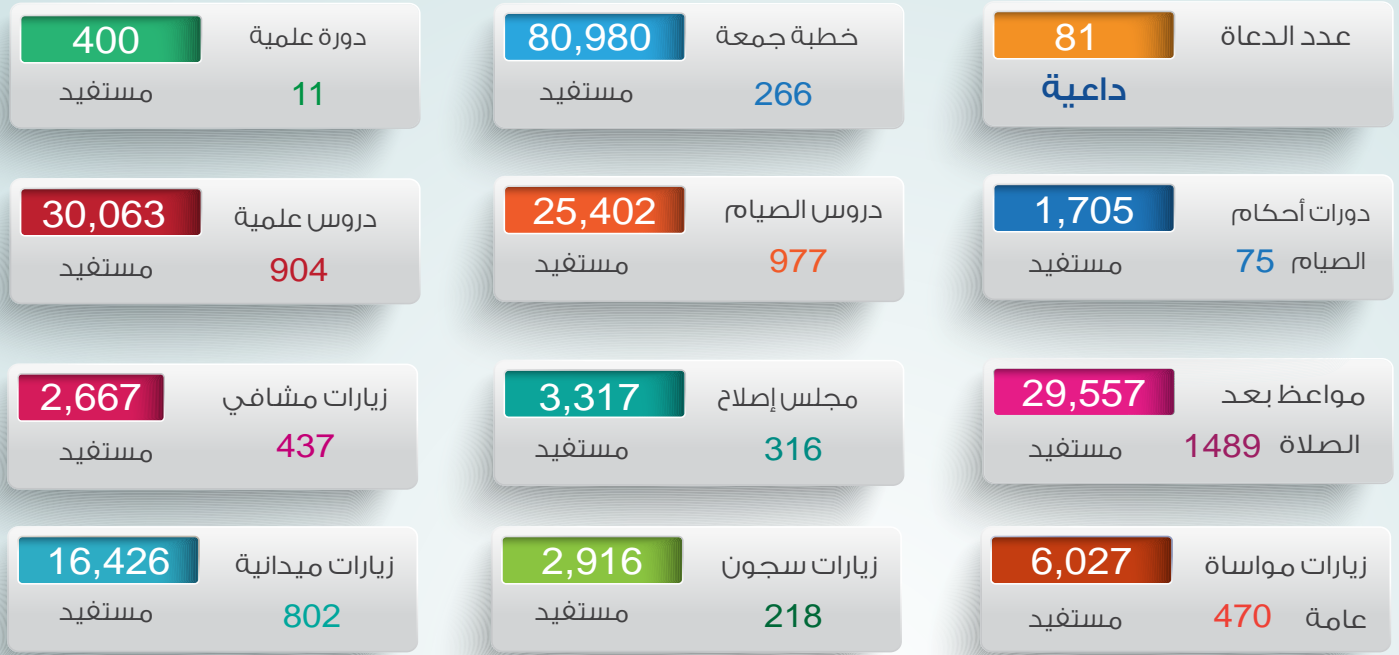 عدد الدعاة 81
داعية
خطبة جمعة 80,980
266 مستفيد
دورة علمية 400
11 مستفيد
دورات أحكام 1,705
الصيام 75 مستفيد
دروس الصيام 25,402
977 مستفيد
دروس علمية 30,063
904 مستفيد
مواعظ بعد 29,557
الصلاة 1489 مستفيد
مجلس إصلاح 3,317
316 مستفيد
زيارات مشافي 2,667
437 مستفيد
زيارات مواساة 6,027
عامة 470 مستفيد
زيارات سجون 2,916
218 مستفيد
زيارات ميدانية 16,426
802 مستفيد